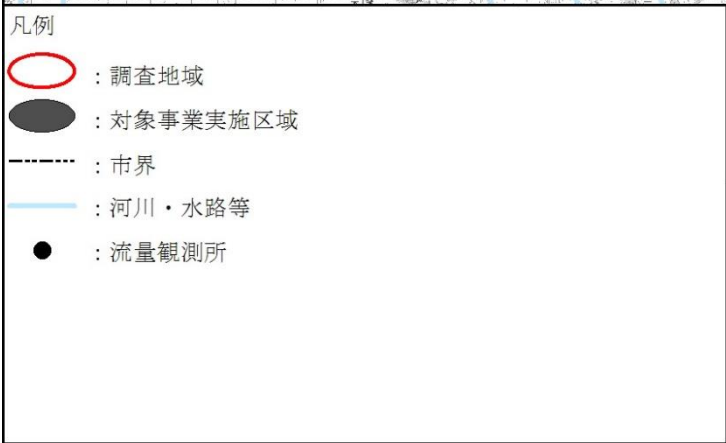 凡例
：調査地域
：対象事業実施区域
：市界
：河川・水路等
：流量観測所